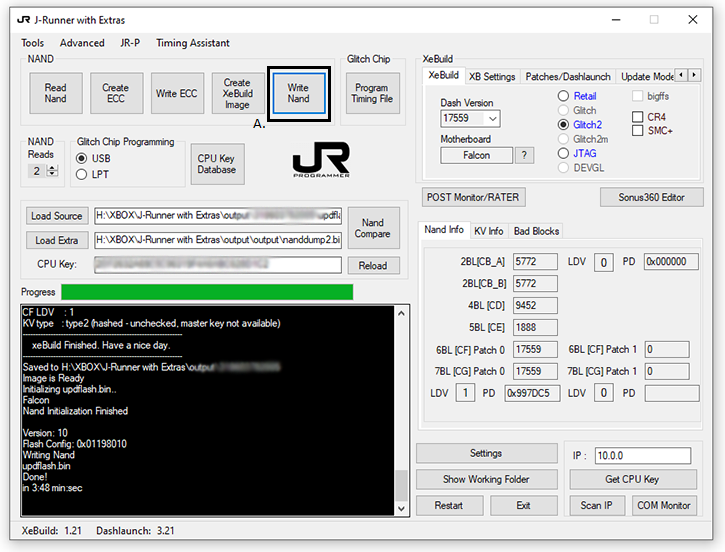 J-Runner with Extras
Tools Advanced JR-P Timing Assistant
NAND
Read Nand
Create ECC
Write ECC
Create XeBuild Image
Write Nand
A.
Glitch Chip
Program Timing File
NAND Reads
2
Glitch Chip Programming
USB
LPT
CPU Key Database
JR
PROGRAMMER
Load Source H:\XBOX\J-Runner with Extras\output\ \updfla
Load Extra H:\XBOX\J-Runner with Extras\output\output\nanddump2.bi
CPU Key:
Nand Compare
Reload
Progress
CF LDV : 1
KV type : type2 (hashed - unchecked, master key not available)
xeBuild Finished. Have a nice day.
Saved to H:\XBOX\J-Runner with Extras\output\
Image is Ready
Initializing updflash.bin..
Falcon
Nand Initialization Finished
Version: 10
Flash Config: 0x01198010
Writing Nand
updflash.bin
Done!
in 3:48 min:sec
XeBuild
XeBuild XB Settings Patches/Dashlaunch Update Mode
Dash Version
17559
Motherboard
Falcon ?
Retail
Glitch
Glitch2
Glitch2m
JTAG
DEVGL
bigffs
CR4
SMC+
POST Monitor/RATER Sonus360 Editor
Nand Info KV Info Bad Blocks
2BL[CB_A] 5772 LDV 0 PD 0x000000
2BL[CB_B] 5772
4BL [CD] 9452
5BL [CE] 1888
6BL [CF] Patch 0 17559 6BL [CF] Patch 1 0
7BL [CG] Patch 0 17559 7BL [CG] Patch 1 0
LDV 1 PD 0x997DC5 LDV 0 PD
Settings
Show Working Folder
Restart Exit
IP : 10.0.0
Get CPU Key
Scan IP COM Monitor
XeBuild: 1.21 Dashlaunch: 3.21